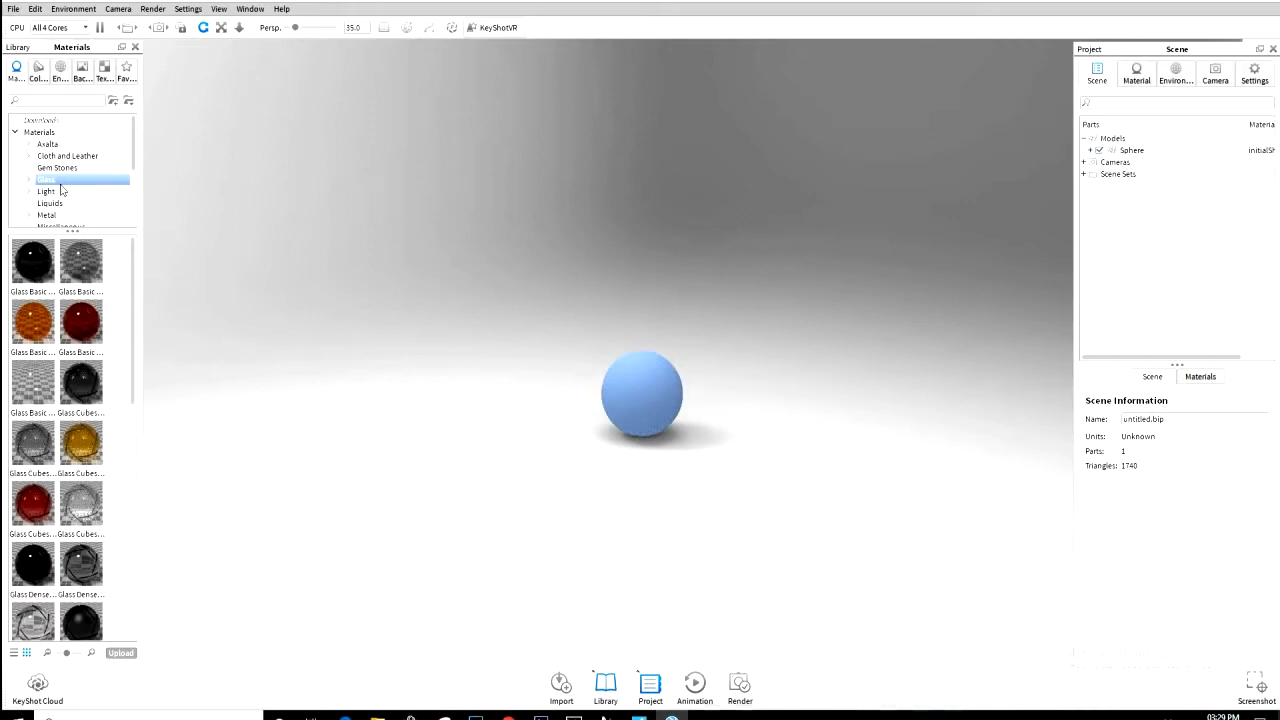 File Edit Environment Camera Render Settings View Window Help
CPU All 4 Cores Persp. 35.0 KeyShotVR
Library Materials
Ma... Col... En... Bac... Tex... Fav...
Downloads
Materials
Axalta
Cloth and Leather
Gem Stones
Glass
Light
Liquids
Metal
Miscellaneous
Glass Basic ... Glass Basic ...
Glass Basic ... Glass Basic ...
Glass Basic ... Glass Cubes...
Glass Cubes... Glass Cubes...
Glass Cubes... Glass Cubes...
Glass Dense... Glass Dense...
Upload
KeyShot Cloud
Import Library Project Animation Render
Project Scene
Scene Material Environ... Camera Settings
Parts Materia
Models
Sphere initialSh
Cameras
Scene Sets
Scene Materials
Scene Information
Name: untitled.bip
Units: Unknown
Parts: 1
Triangles: 1740
Screenshot
03:29 PM